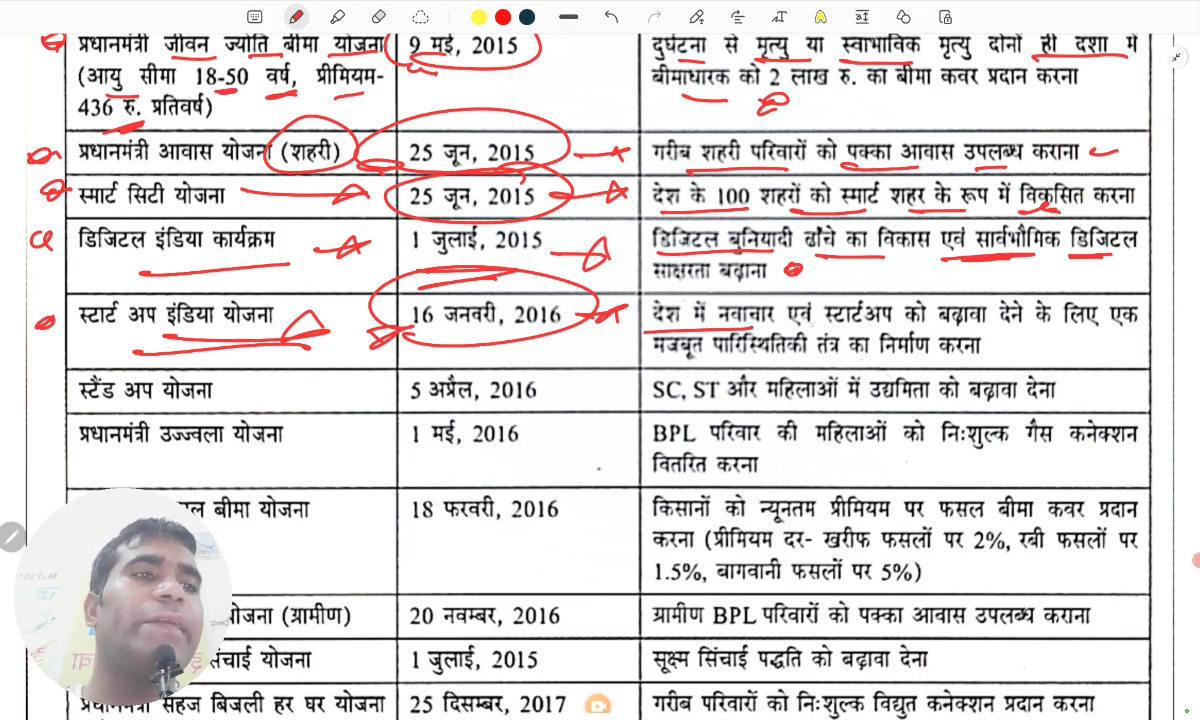 प्रधानमंत्री जीवन ज्योति बीमा योजना
(आयु सीमा 18-50 वर्ष, प्रीमियम-
436 रु. प्रतिवर्ष)
9 मई, 2015
दुर्घटना से मृत्यु या स्वाभाविक मृत्यु दोनों ही दशा में
बीमाधारक को 2 लाख रु. का बीमा कवर प्रदान करना
प्रधानमंत्री आवास योजना (शहरी)
25 जून, 2015
गरीब शहरी परिवारों को पक्का आवास उपलब्ध कराना
स्मार्ट सिटी योजना
25 जून, 2015
देश के 100 शहरों को स्मार्ट शहर के रूप में विकसित करना
डिजिटल इंडिया कार्यक्रम
1 जुलाई, 2015
डिजिटल बुनियादी ढाँचे का विकास एवं सार्वभौमिक डिजिटल
साक्षरता बढ़ाना
स्टार्ट अप इंडिया योजना
16 जनवरी, 2016
देश में नवाचार एवं स्टार्टअप को बढ़ावा देने के लिए एक
मजबूत पारिस्थितिकी तंत्र का निर्माण करना
स्टैंड अप योजना
5 अप्रैल, 2016
SC, ST और महिलाओं में उद्यमिता को बढ़ावा देना
प्रधानमंत्री उज्ज्वला योजना
1 मई, 2016
BPL परिवार की महिलाओं को निःशुल्क गैस कनेक्शन
वितरित करना
ल बीमा योजना
18 फरवरी, 2016
किसानों को न्यूनतम प्रीमियम पर फसल बीमा कवर प्रदान
करना (प्रीमियम दर- खरीफ फसलों पर 2%, रबी फसलों पर
1.5%, बागवानी फसलों पर 5%)
योजना (ग्रामीण)
20 नवम्बर, 2016
ग्रामीण BPL परिवारों को पक्का आवास उपलब्ध कराना
संचाई योजना
1 जुलाई, 2015
सूक्ष्म सिंचाई पद्धति को बढ़ावा देना
प्रधानमंत्री सहज बिजली हर घर योजना
25 दिसम्बर, 2017
गरीब परिवारों को निःशुल्क विद्युत कनेक्शन प्रदान करना